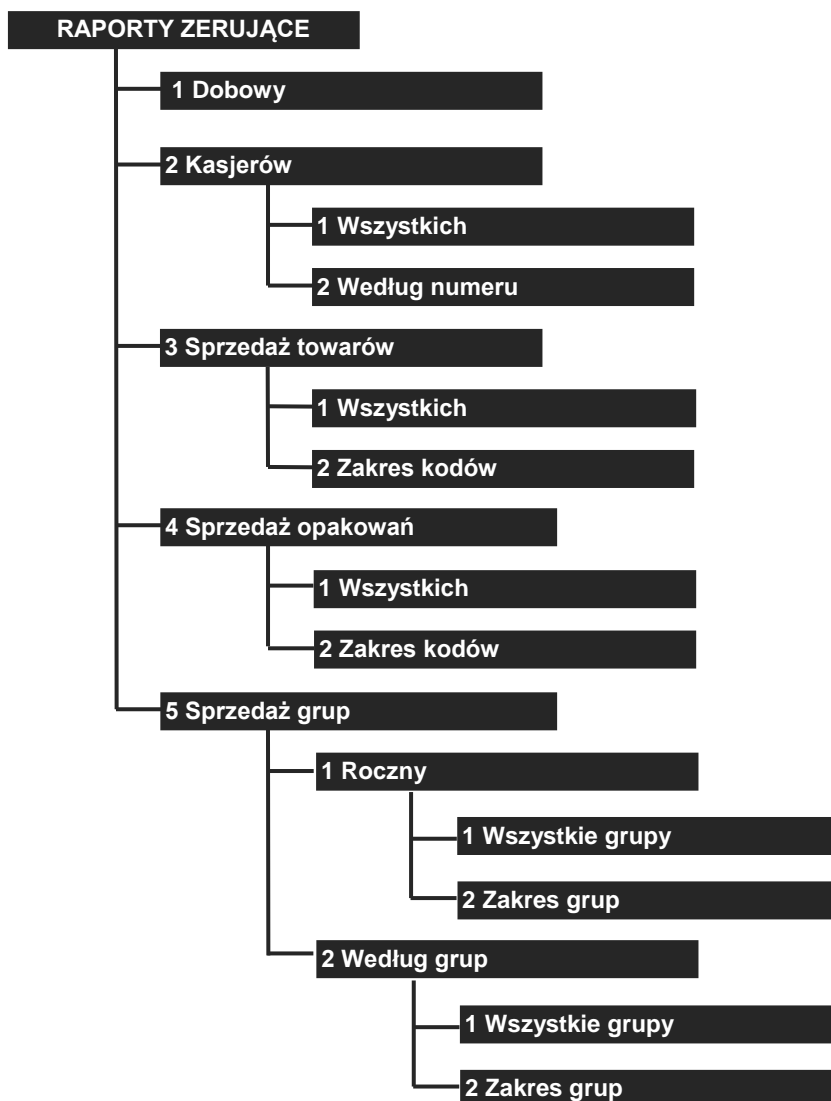 RAPORTY ZERUJĄCE
1 Dobowy
2 Kasjerów
1 Wszystkich
2 Według numeru
3 Sprzedaż towarów
1 Wszystkich
2 Zakres kodów
4 Sprzedaż opakowań
1 Wszystkich
2 Zakres kodów
5 Sprzedaż grup
1 Roczny
1 Wszystkie grupy
2 Zakres grup
2 Według grup
1 Wszystkie grupy
2 Zakres grup